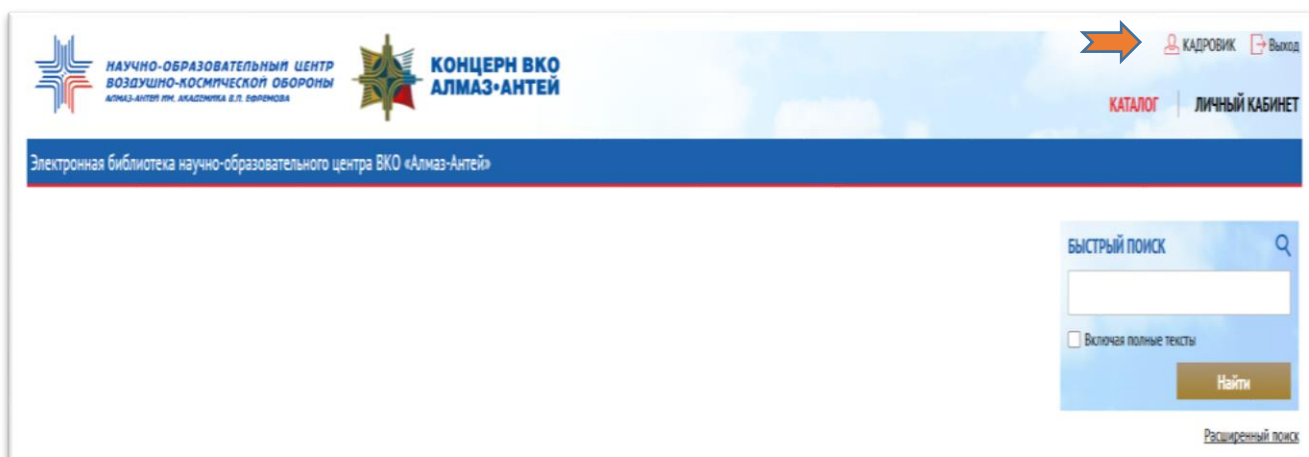 НАУЧНО-ОБРАЗОВАТЕЛЬНЫЙ ЦЕНТР
ВОЗДУШНО-КОСМИЧЕСКОЙ ОБОРОНЫ
АЛМАЗ-АНТЕЙ ИМ. АКАДЕМИКА В.П. ЕФРЕМОВА
КОНЦЕРН ВКО
АЛМАЗ•АНТЕЙ
КАДРОВИК Выход
КАТАЛОГ ЛИЧНЫЙ КАБИНЕТ
Электронная библиотека научно-образовательного центра ВКО «Алмаз-Антей»
БЫСТРЫЙ ПОИСК
Включая полные тексты
Найти
Расширенный поиск